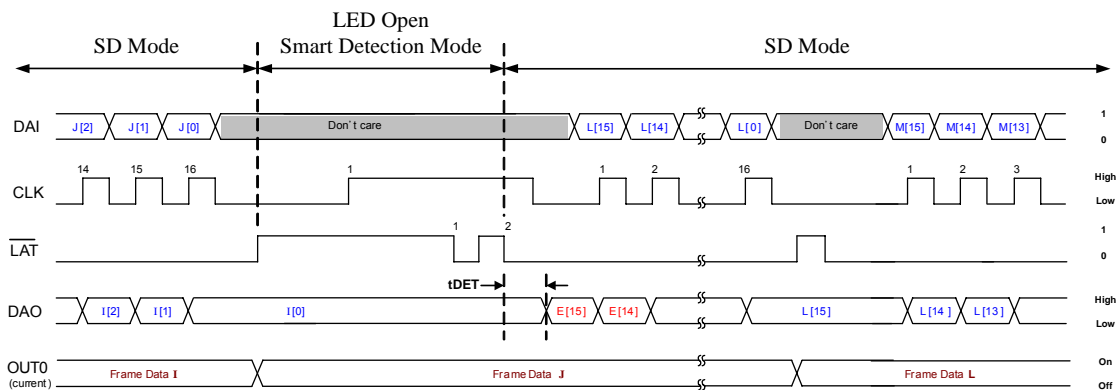 LED Open
SD Mode Smart Detection Mode SD Mode
DAI J[2] J[1] J[0] Don't care L[15] L[14] L[0] Don't care M[15] M[14] M[13] 1 0
14 15 16 1 1 2 16 1 2 3
CLK High Low
1 2 1 0
LAT
tDET
DAO I[2] I[1] I[0] E[15] E[14] L[15] L[14] L[13] High Low
OUT0 Frame Data I Frame Data J Frame Data L On
(current) Off